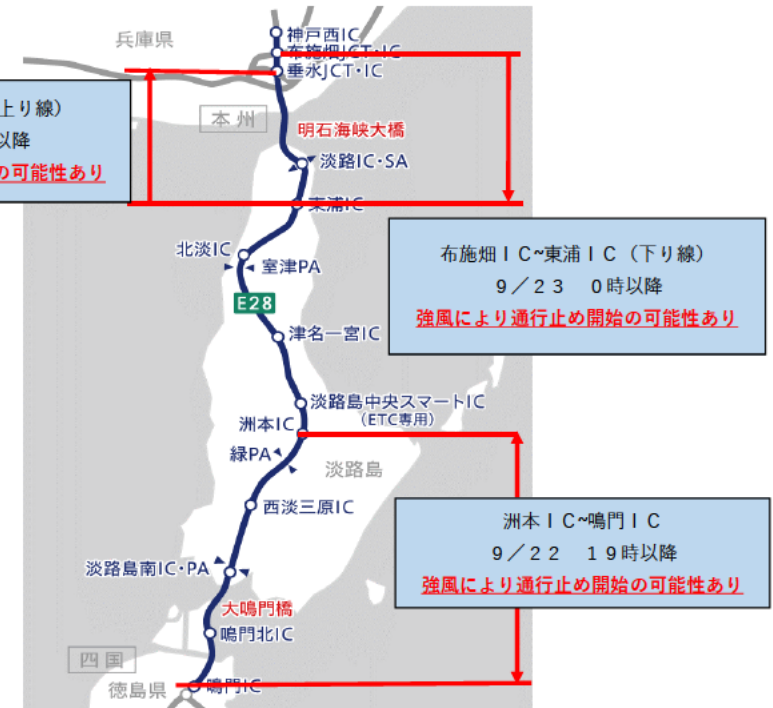 兵庫県
神戸西IC
布施畑JCT・IC
垂水JCT・IC
上り線）
以降
の可能性あり
本州
明石海峡大橋
淡路IC・SA
東浦IC
北淡IC
室津PA
E28
布施畑ＩＣ~東浦ＩＣ（下り線）
９／２３　０時以降
強風により通行止め開始の可能性あり
津名一宮IC
淡路島中央スマートIC
（ETC専用）
洲本IC
緑PA
淡路島
西淡三原IC
洲本ＩＣ~鳴門ＩＣ
９／２２　１９時以降
強風により通行止め開始の可能性あり
淡路島南IC・PA
大鳴門橋
鳴門北IC
四国
徳島県
鳴門IC